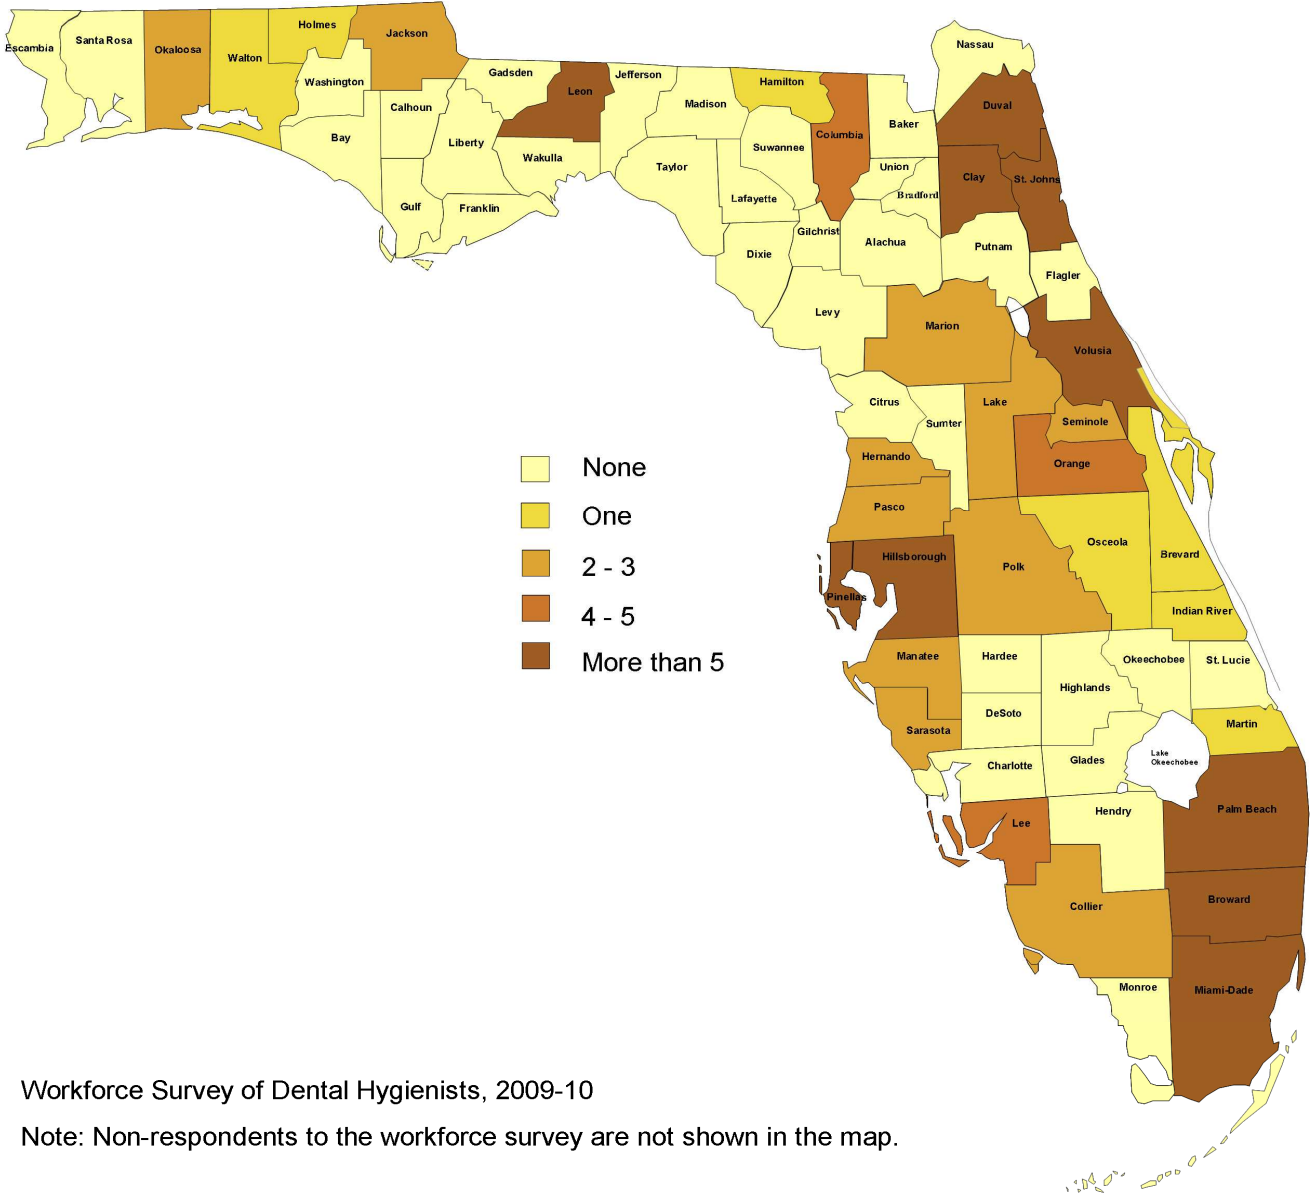 Escambia
Santa Rosa
Okaloosa
Walton
Holmes
Washington
Jackson
Bay
Calhoun
Gulf
Liberty
Franklin
Gadsden
Leon
Wakulla
Jefferson
Madison
Taylor
Hamilton
Suwannee
Lafayette
Dixie
Columbia
Gilchrist
Levy
Baker
Union
Bradford
Alachua
Nassau
Duval
Clay
St. Johns
Putnam
Flagler
Marion
Volusia
Citrus
Sumter
Lake
Seminole
Orange
Hernando
Pasco
Hillsborough
Pinellas
Polk
Osceola
Brevard
Indian River
Manatee
Hardee
Highlands
Okeechobee
St. Lucie
Sarasota
DeSoto
Martin
Charlotte
Glades
Lake
Okeechobee
Lee
Hendry
Palm Beach
Collier
Broward
Monroe
Miami-Dade
None
One
2 - 3
4 - 5
More than 5
Workforce Survey of Dental Hygienists, 2009-10
Note: Non-respondents to the workforce survey are not shown in the map.